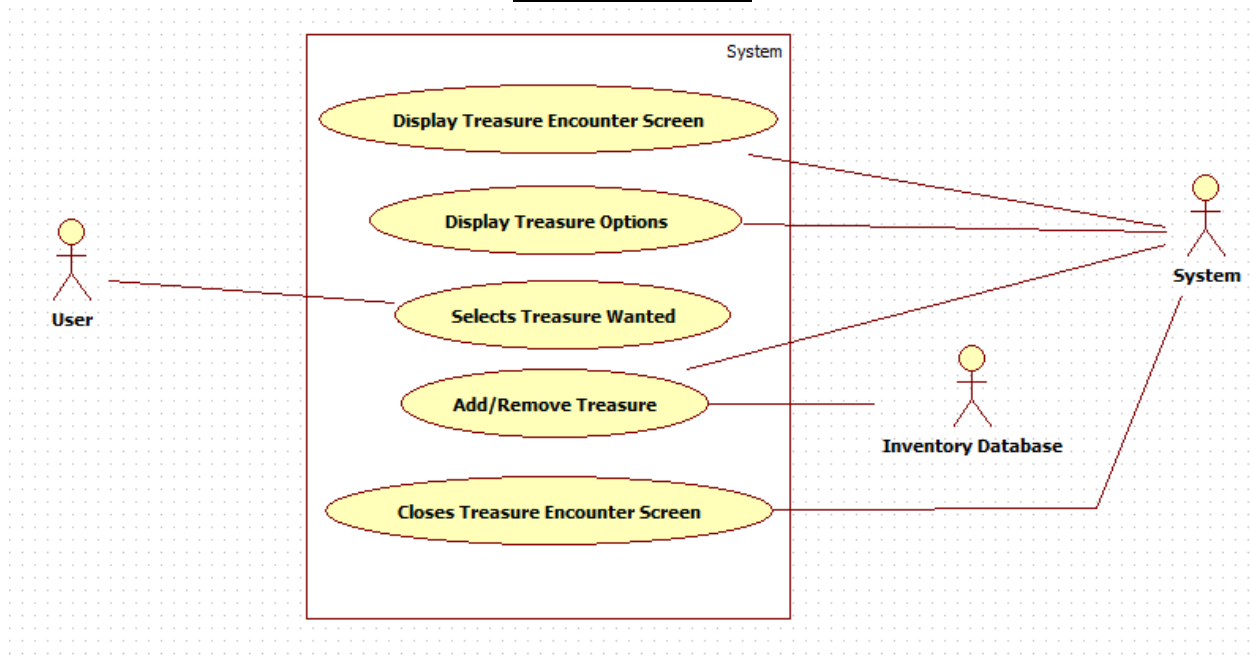 System
Display Treasure Encounter Screen
Display Treasure Options
Selects Treasure Wanted
Add/Remove Treasure
Closes Treasure Encounter Screen
User
System
Inventory Database